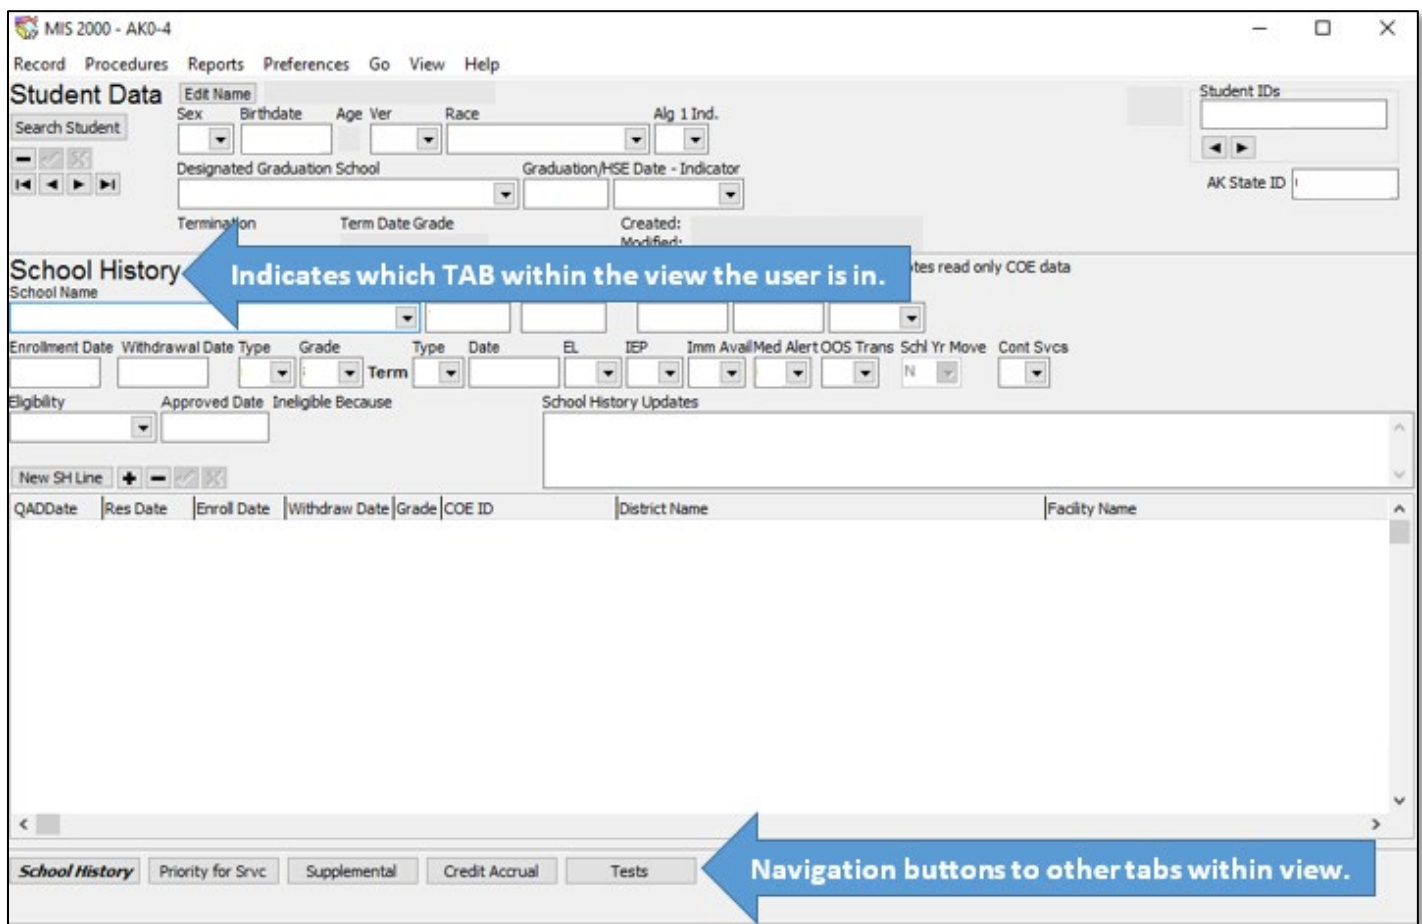 MIS 2000 - AK0-4
Record Procedures Reports Preferences Go View Help
Student Data Edit Name Student IDs
Sex Birthdate Age Ver Race Alg 1 Ind.
Search Student
Designated Graduation School Graduation/HSE Date - Indicator
AK State ID
Termination Term Date Grade Created:
Modified:
School History Indicates which TAB within the view the user is in. read only COE data
School Name
Enrollment Date Withdrawal Date Type Grade Type Date EL IEP Imm Avail Med Alert OOS Trans Schl Yr Move Cont Svcs
Term N
Eligibility Approved Date Ineligible Because School History Updates
New SH Line
QADDate Res Date Enroll Date Withdraw Date Grade COE ID District Name Facility Name
School History Priority for Srvc Supplemental Credit Accrual Tests Navigation buttons to other tabs within view.